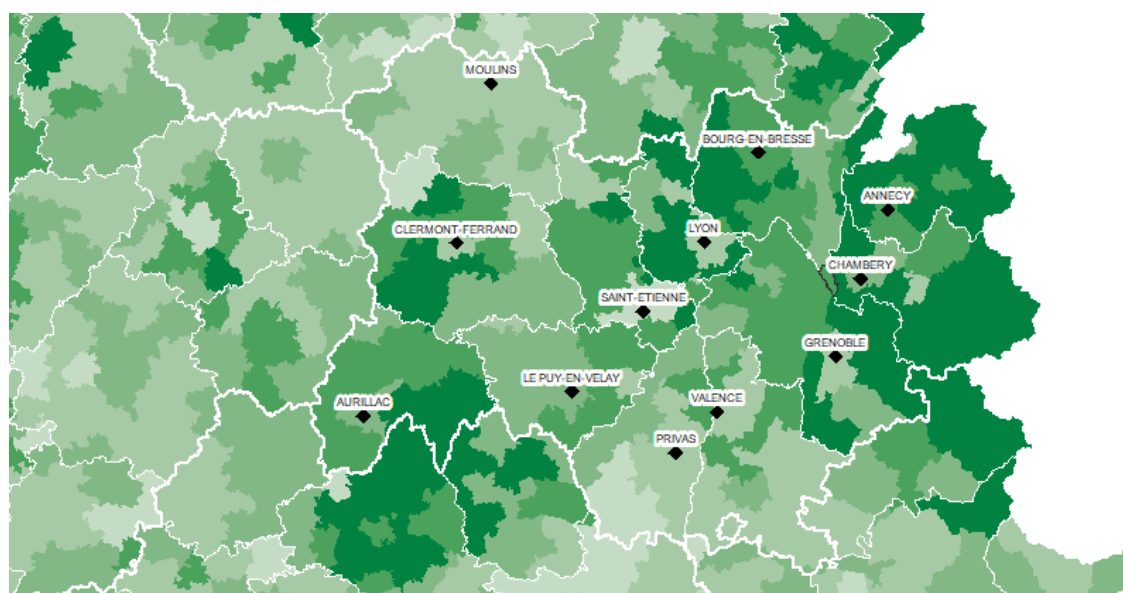 MOULINS
BOURG-EN-BRESSE
ANNECY
CLERMONT-FERRAND
LYON
CHAMBERY
SAINT-ETIENNE
GRENOBLE
LE PUY-EN-VELAY
AURILLAC
VALENCE
PRIVAS